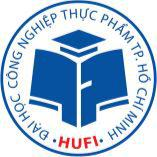 ĐẠI HỌC CÔNG NGHIỆP THỰC PHẨM TP. HỒ CHÍ MINH
• HUFI •